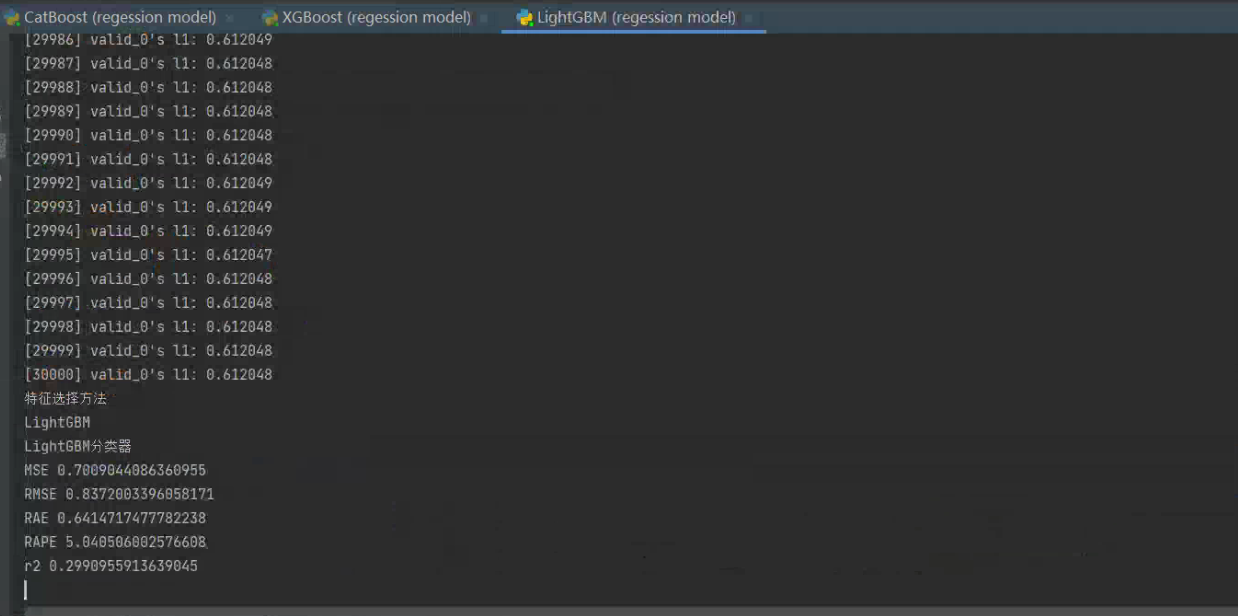 CatBoost (regession model) XGBoost (regession model) LightGBM (regession model)
[29986] valid_0's l1: 0.612049
[29987] valid_0's l1: 0.612048
[29988] valid_0's l1: 0.612048
[29989] valid_0's l1: 0.612048
[29990] valid_0's l1: 0.612048
[29991] valid_0's l1: 0.612048
[29992] valid_0's l1: 0.612049
[29993] valid_0's l1: 0.612049
[29994] valid_0's l1: 0.612049
[29995] valid_0's l1: 0.612047
[29996] valid_0's l1: 0.612048
[29997] valid_0's l1: 0.612048
[29998] valid_0's l1: 0.612048
[29999] valid_0's l1: 0.612048
[30000] valid_0's l1: 0.612048
特征选择方法
LightGBM
LightGBM分类器
MSE 0.7009044086360955
RMSE 0.8372003396058171
RAE 0.6414717477782238
RAPE 5.040506002576608
r2 0.2990955913639045